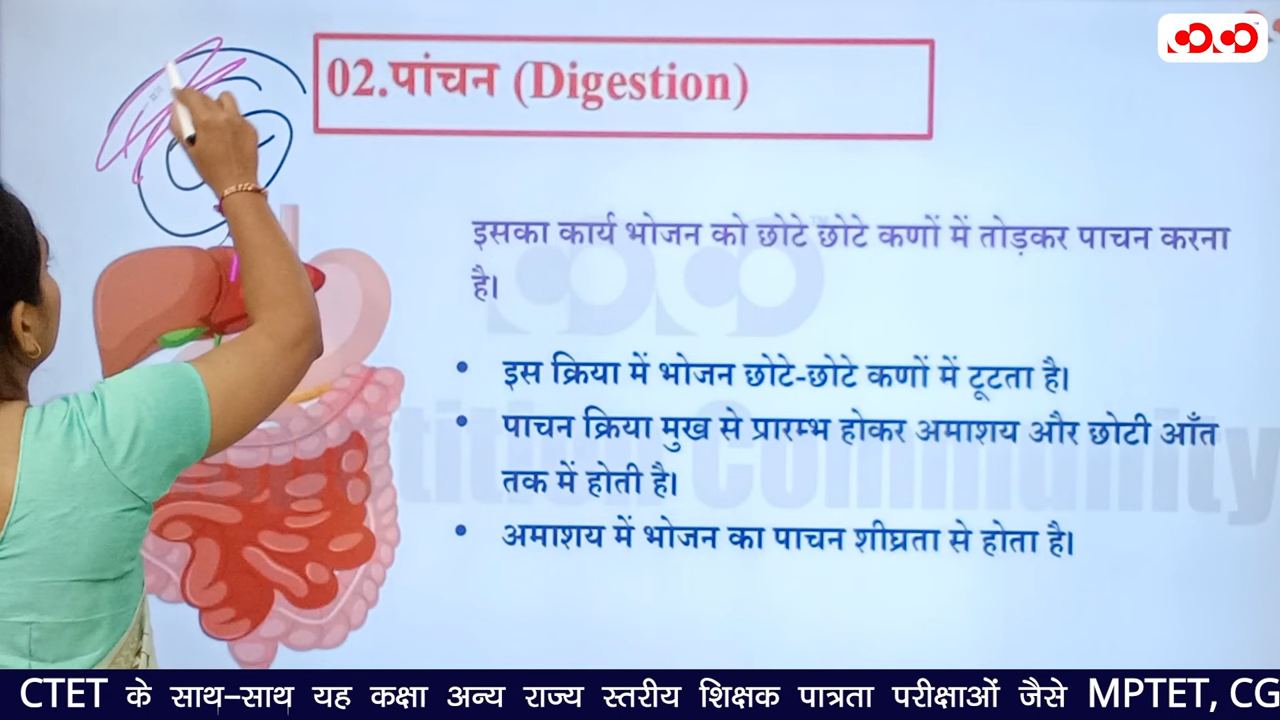 02.पांचन (Digestion)
इसका कार्य भोजन को छोटे छोटे कणों में तोड़कर पाचन करना
है।
• इस क्रिया में भोजन छोटे-छोटे कणों में टूटता है।
• पाचन क्रिया मुख से प्रारम्भ होकर अमाशय और छोटी आँत
तक में होती है।
• अमाशय में भोजन का पाचन शीघ्रता से होता है।
CTET के साथ-साथ यह कक्षा अन्य राज्य स्तरीय शिक्षक पात्रता परीक्षाओं जैसे MPTET, CG